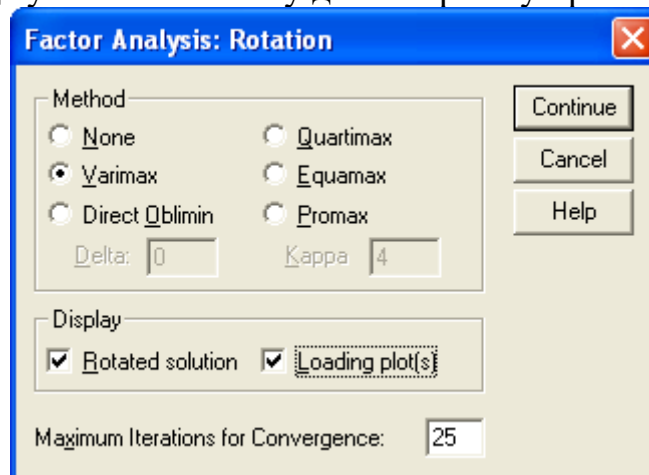 Factor Analysis: Rotation
Method
None
Quartimax
Varimax
Equamax
Direct Oblimin
Promax
Delta: 0
Kappa 4
Continue
Cancel
Help
Display
Rotated solution
Loading plot(s)
Maximum Iterations for Convergence: 25